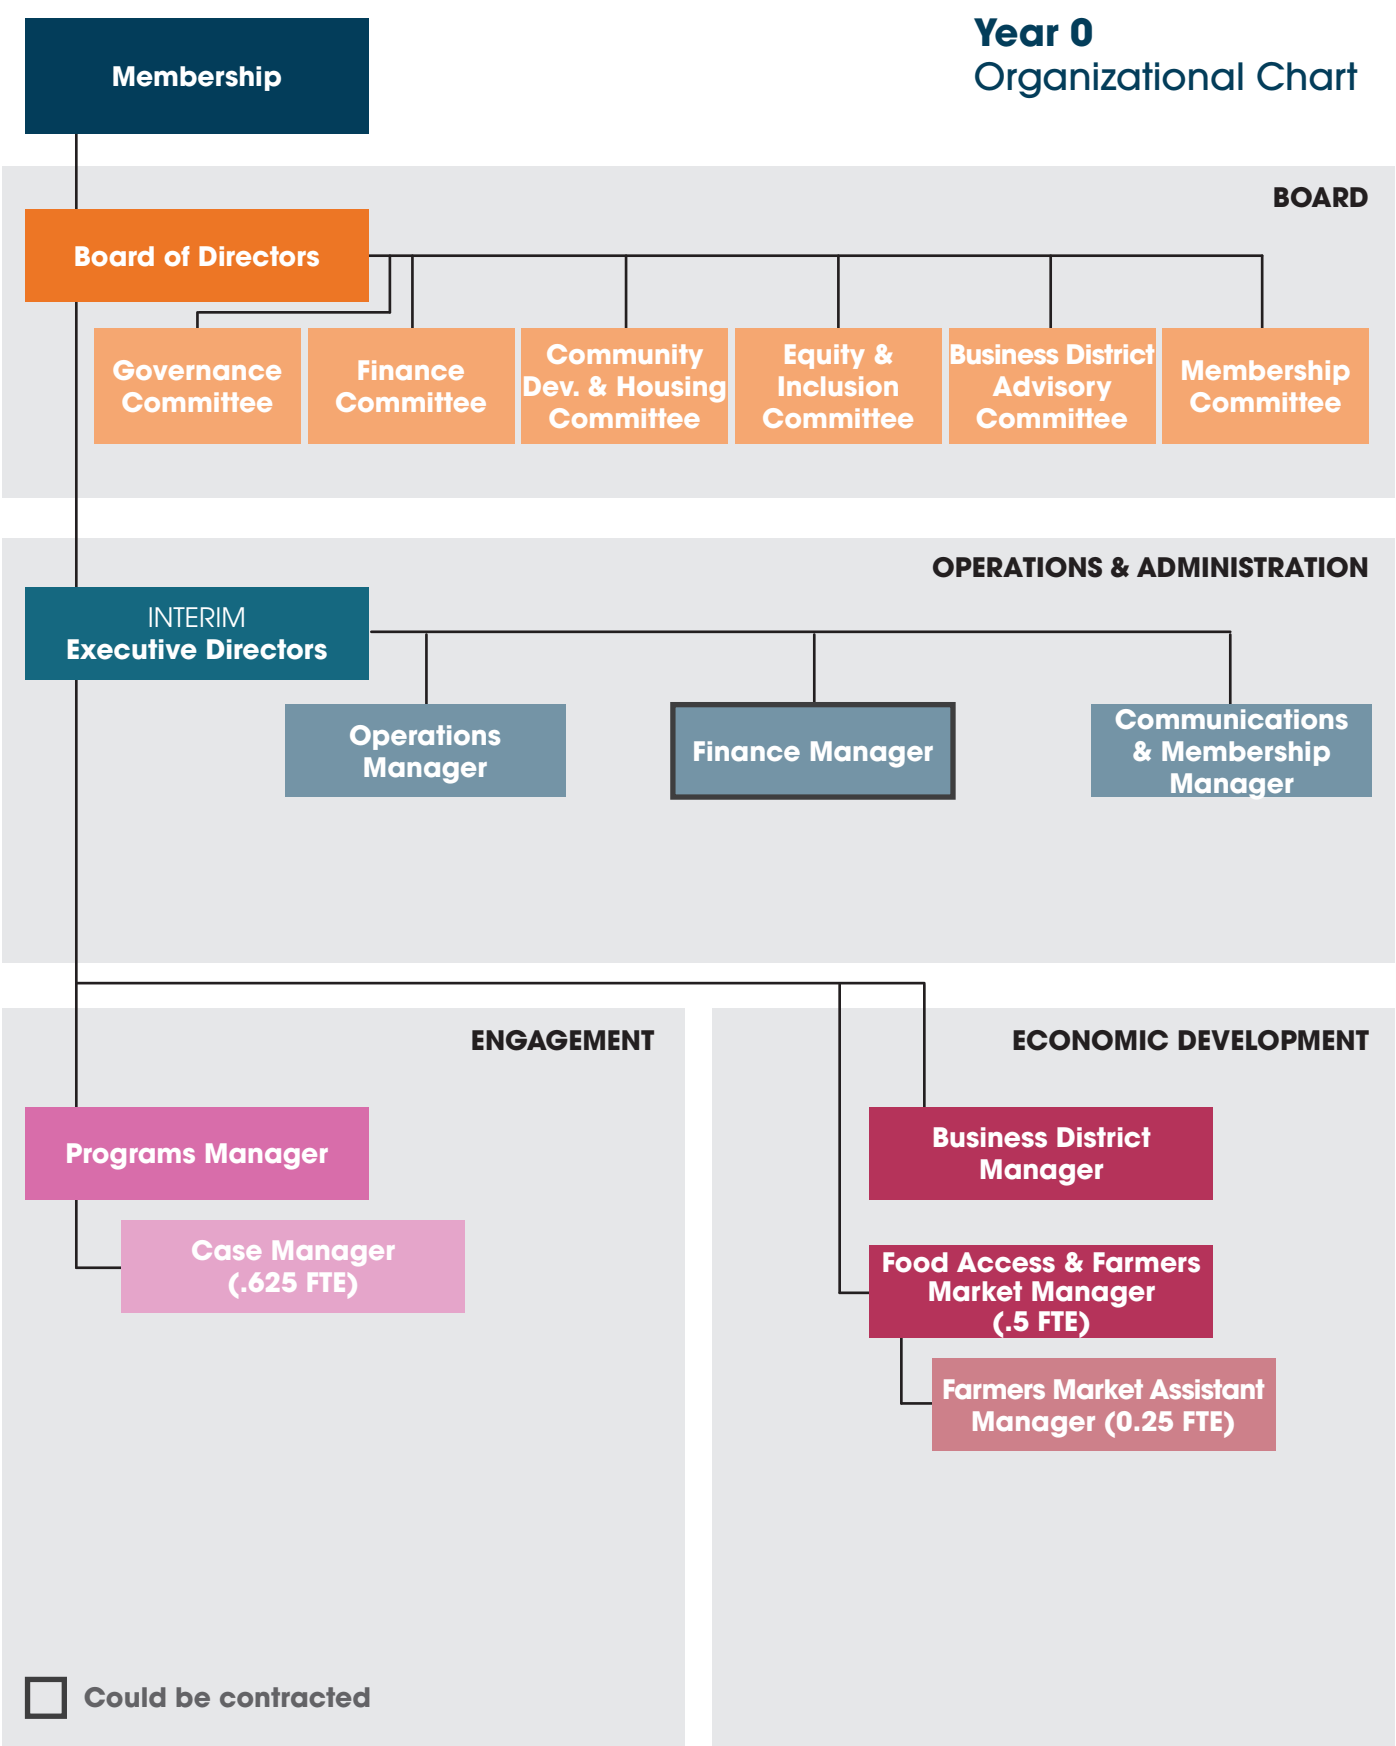 Year 0
Organizational Chart
Membership
BOARD
Board of Directors
Governance
Committee
Finance
Committee
Community
Dev. & Housing
Committee
Equity &
Inclusion
Committee
Business District
Advisory
Committee
Membership
Committee
OPERATIONS & ADMINISTRATION
INTERIM
Executive Directors
Operations
Manager
Finance Manager
Communications
& Membership
Manager
ENGAGEMENT
Programs Manager
Case Manager
(.625 FTE)
ECONOMIC DEVELOPMENT
Business District
Manager
Food Access & Farmers
Market Manager
(.5 FTE)
Farmers Market Assistant
Manager (0.25 FTE)
Could be contracted